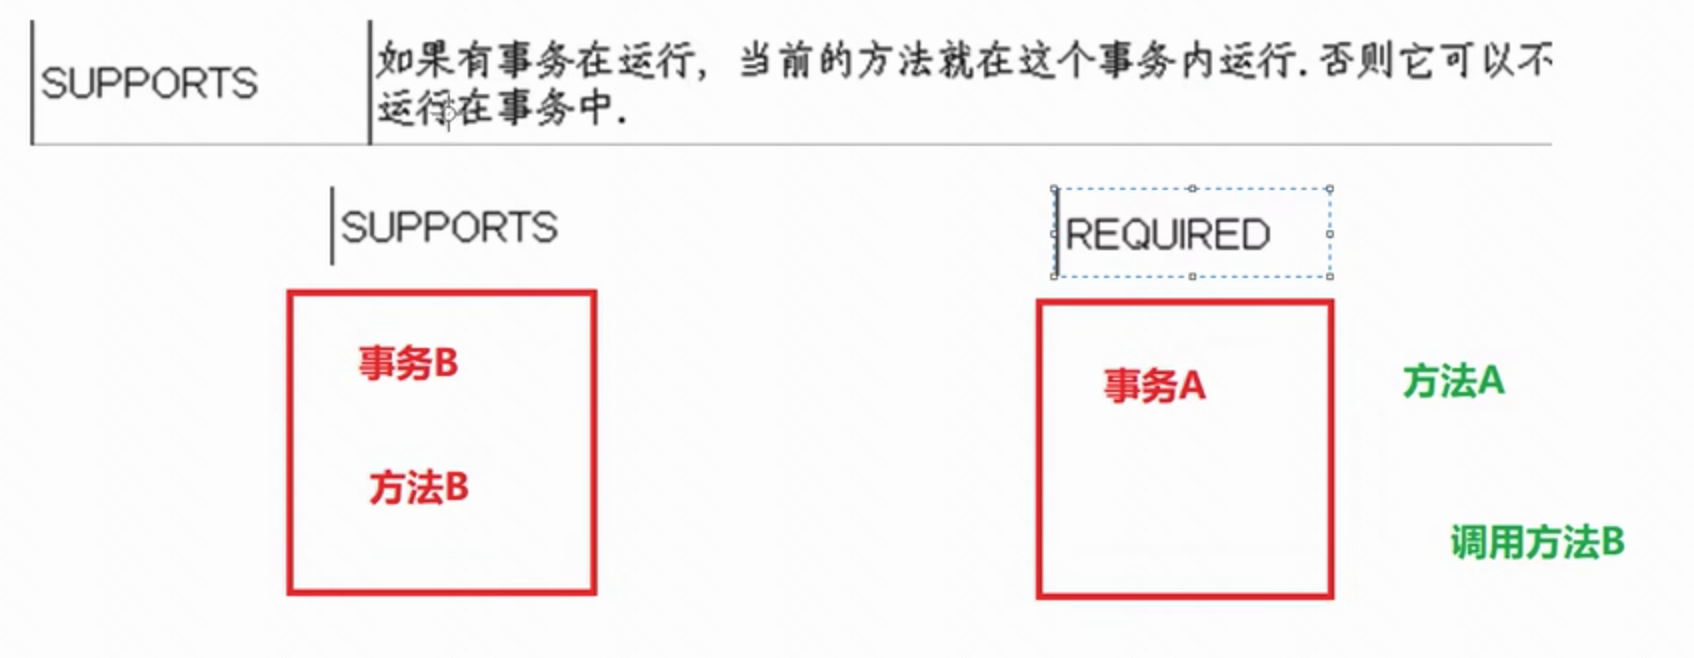 SUPPORTS
如果有事务在运行, 当前的方法就在这个事务内运行. 否则它可以不
运行在事务中.
SUPPORTS
REQUIRED
事务B
事务A
方法A
方法B
调用方法B